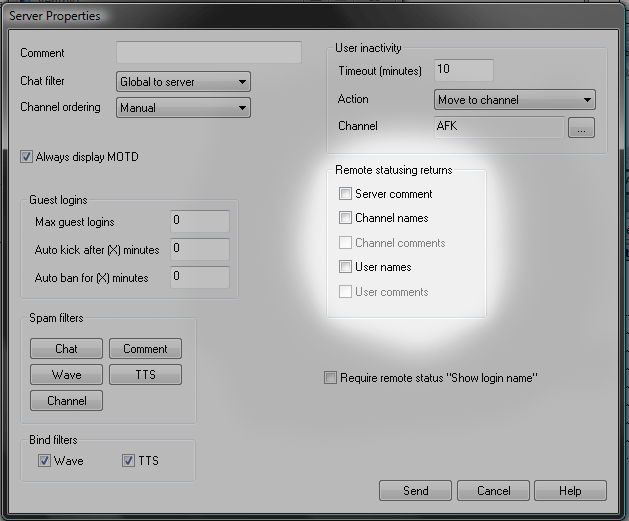 Server Properties
Comment
Chat filter Global to server
Channel ordering Manual
Always display MOTD
Guest logins
Max guest logins 0
Auto kick after (X) minutes 0
Auto ban for (X) minutes 0
Spam filters
Chat Comment
Wave TTS
Channel
Bind filters
Wave TTS
User inactivity
Timeout (minutes) 10
Action Move to channel
Channel AFK ...
Remote statusing returns
Server comment
Channel names
Channel comments
User names
User comments
Require remote status "Show login name"
Send Cancel Help